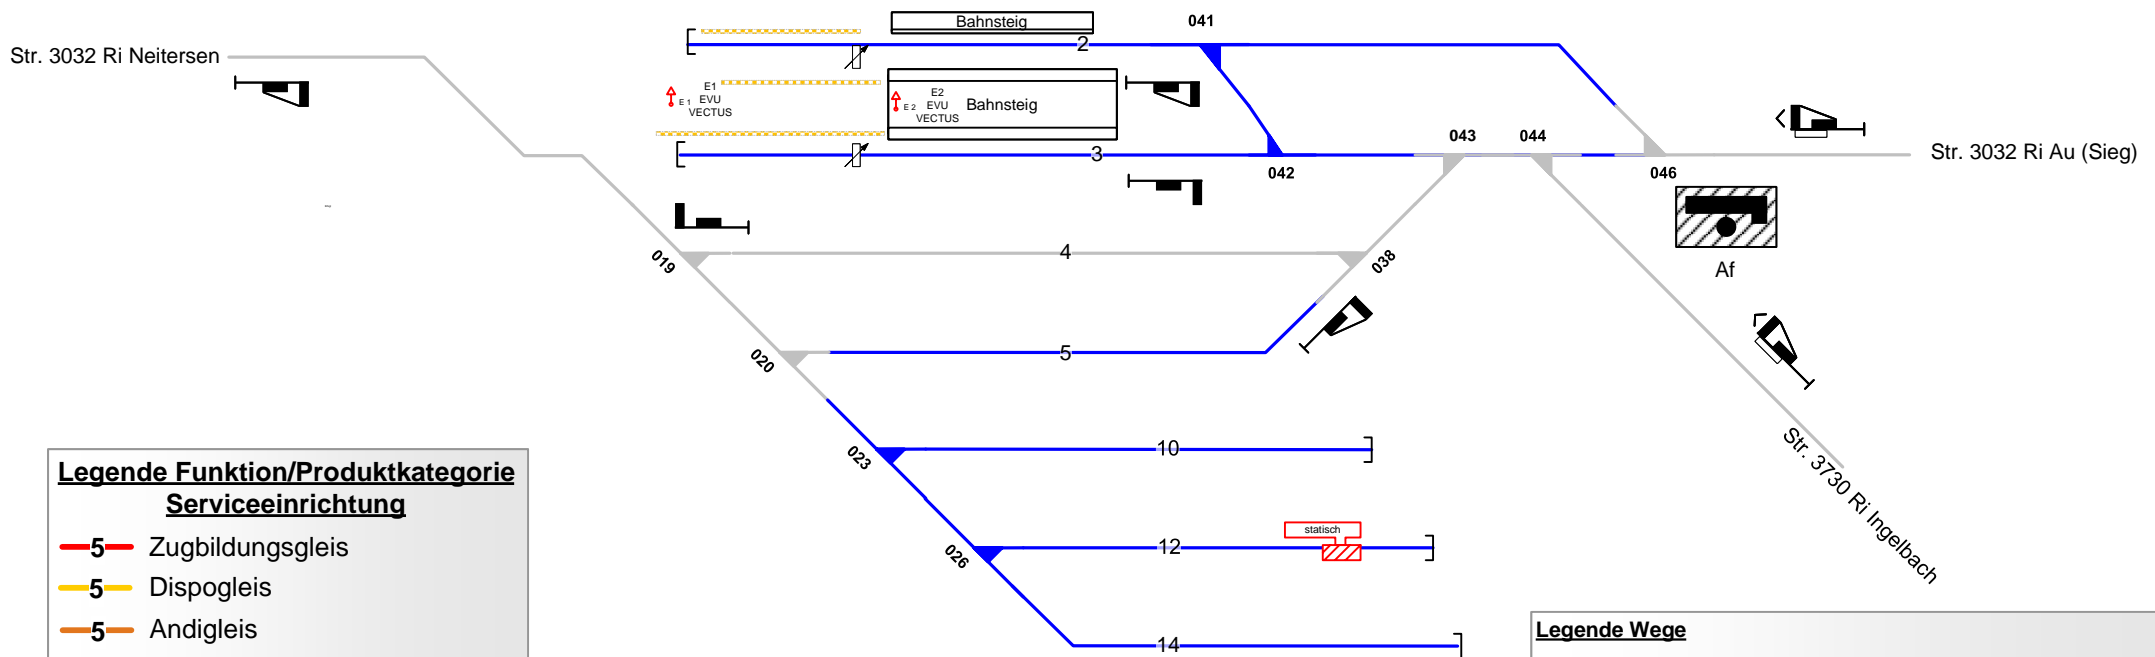 Bahnsteig
041
2
Str. 3032 Ri Neitersen
E1
EVU
VECTUS
E 1
E2
EVU
VECTUS
E 2
Bahnsteig
3
042
043
044
046
Str. 3032 Ri Au (Sieg)
Af
019
4
038
020
5
023
10
Str. 3730 Ri Ingelbach
026
12
statisch
14
Legende Funktion/Produktkategorie
Serviceeinrichtung
5 Zugbildungsgleis
5 Dispogleis
5 Andigleis
Legende Wege